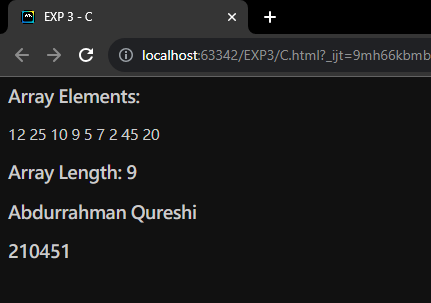 EXP 3 - C
localhost:63342/EXP3/C.html?_ijt=9mh66kbmb
Array Elements:
12 25 10 9 5 7 2 45 20
Array Length: 9
Abdurrahman Qureshi
210451